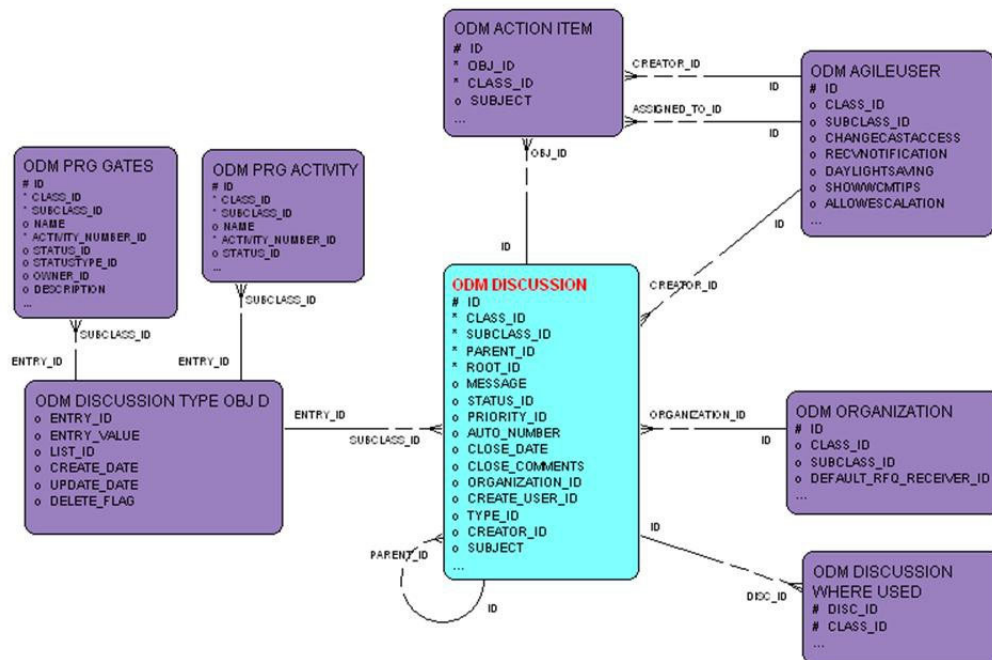 ODM ACTION ITEM
# ID
* OBJ_ID
* CLASS_ID
o SUBJECT
...
CREATOR_ID
ID
ASSIGNED_TO_ID
ID
OBJ_ID
ID
ODM AGILEUSER
# ID
o CLASS_ID
o SUBCLASS_ID
o CHANGECASTACCESS
o RECVNOTIFICATION
o DAYLIGHTSAVING
o SHOWWCMTIPS
o ALLOWESCALATION
...
CREATOR_ID
ODM PRG GATES
# ID
* CLASS_ID
* SUBCLASS_ID
o NAME
* ACTIVITY_NUMBER_ID
o STATUS_ID
o STATUSTYPE_ID
o OWNER_ID
o DESCRIPTION
...
SUBCLASS_ID
ENTRY_ID
ODM PRG ACTIVITY
# ID
* CLASS_ID
* SUBCLASS_ID
o NAME
* ACTIVITY_NUMBER_ID
o STATUS_ID
...
SUBCLASS_ID
ENTRY_ID
ODM DISCUSSION TYPE OBJ D
o ENTRY_ID
o ENTRY_VALUE
o LIST_ID
o CREATE_DATE
o UPDATE_DATE
o DELETE_FLAG
ENTRY_ID
SUBCLASS_ID
ODM DISCUSSION
# ID
* CLASS_ID
* SUBCLASS_ID
* PARENT_ID
* ROOT_ID
o MESSAGE
o STATUS_ID
o PRIORITY_ID
o AUTO_NUMBER
o CLOSE_DATE
o CLOSE_COMMENTS
o ORGANIZATION_ID
o CREATE_USER_ID
o TYPE_ID
o CREATOR_ID
o SUBJECT
...
PARENT_ID
ID
ORGANIZATION_ID
ID
ODM ORGANIZATION
# ID
o CLASS_ID
o SUBCLASS_ID
o DEFAULT_RFQ_RECEIVER_ID
...
ID
DISC_ID
ODM DISCUSSION
WHERE USED
# DISC_ID
# CLASS_ID
...